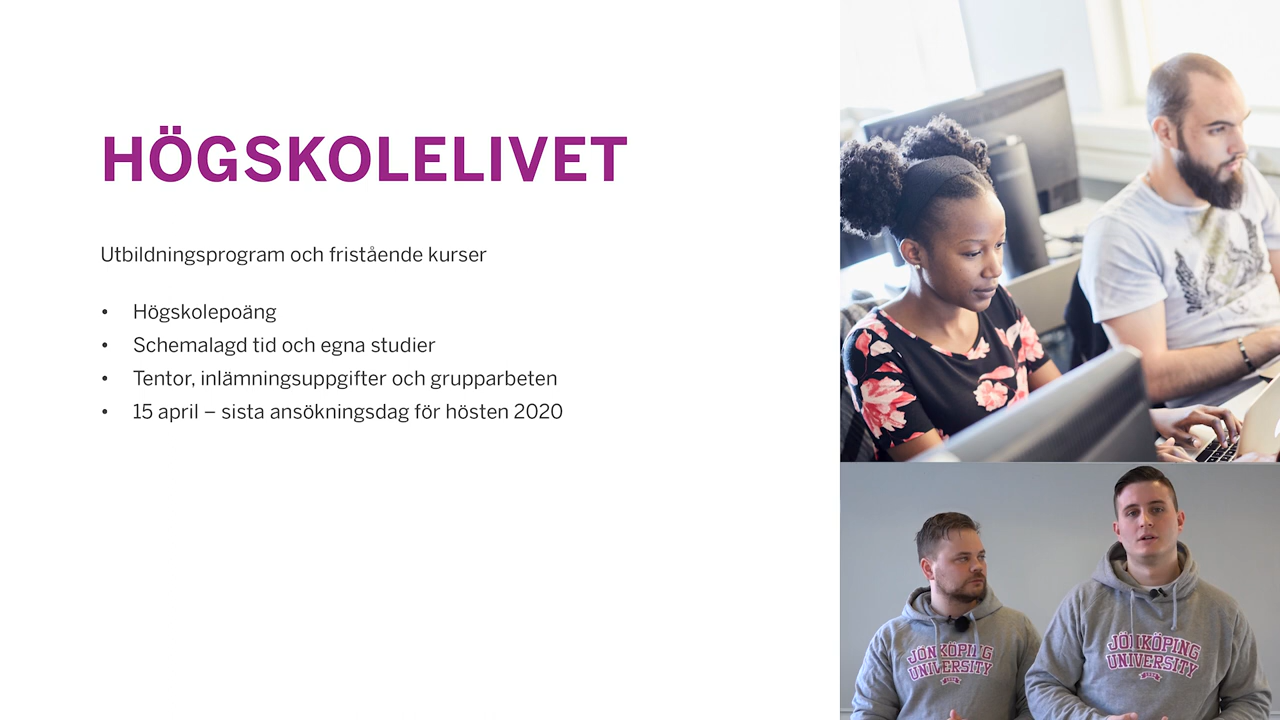 HÖGSKOLELIVET
Utbildningsprogram och fristående kurser
• Högskolepoäng
• Schemalagd tid och egna studier
• Tentor, inlämningsuppgifter och grupparbeten
• 15 april – sista ansökningsdag för hösten 2020
JÖNKÖPING
UNIVERSITY
JÖNKÖPING
UNIVERSITY